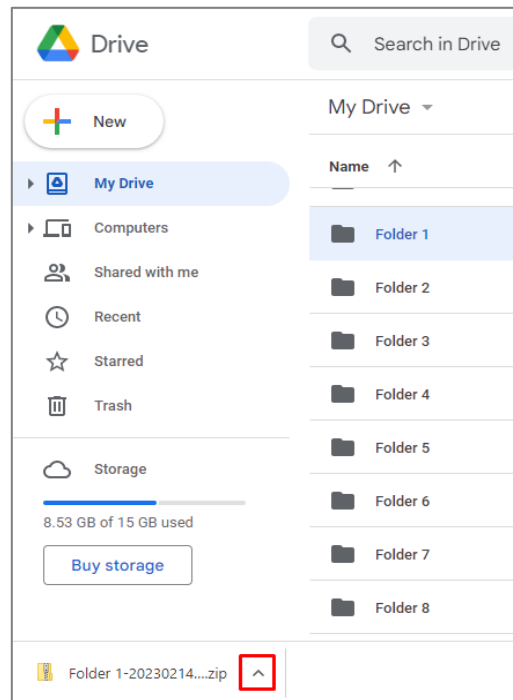 Drive
Search in Drive
New
My Drive
Name
My Drive
Computers
Shared with me
Recent
Starred
Trash
Storage
8.53 GB of 15 GB used
Buy storage
Folder 1
Folder 2
Folder 3
Folder 4
Folder 5
Folder 6
Folder 7
Folder 8
Folder 1-20230214....zip